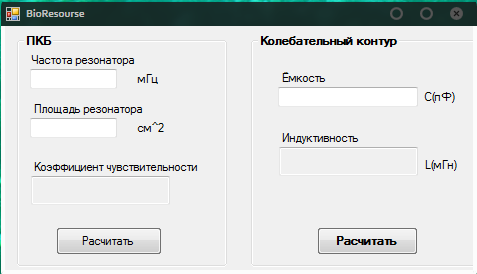 BioResourse
ПКБ
Частота резонатора
мГц
Площадь резонатора
см^2
Коэффициент чувствительности
Расчитать
Колебательный контур
Ёмкость
С(пФ)
Индуктивность
L(мГн)
Расчитать